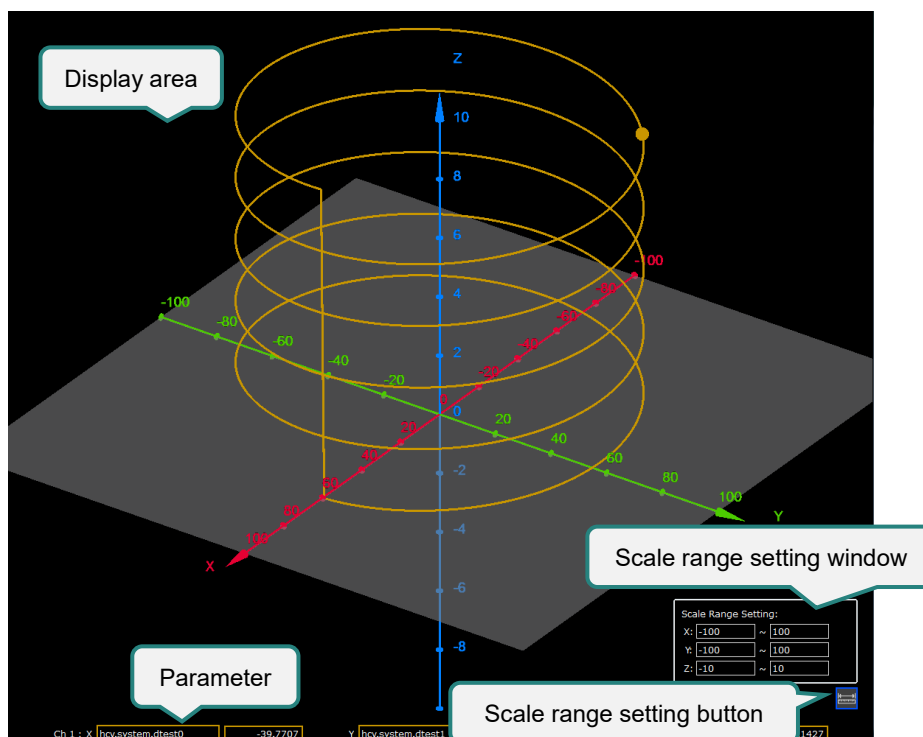 Display area
Z
10
8
6
4
2
0
-2
-4
-6
-8
-100
-80
-60
-40
-20
20
40
60
80
100
Y
-100
-80
-60
-40
-20
0
20
40
60
80
100
X
Scale range setting window
Scale Range Setting:
X: -100 ~ 100
Y: -100 ~ 100
Z: -10 ~ 10
Parameter
Scale range setting button
Ch 1 : X hcv.system.dtest0 -39.7707 Y hcv.system.dtest1 1427